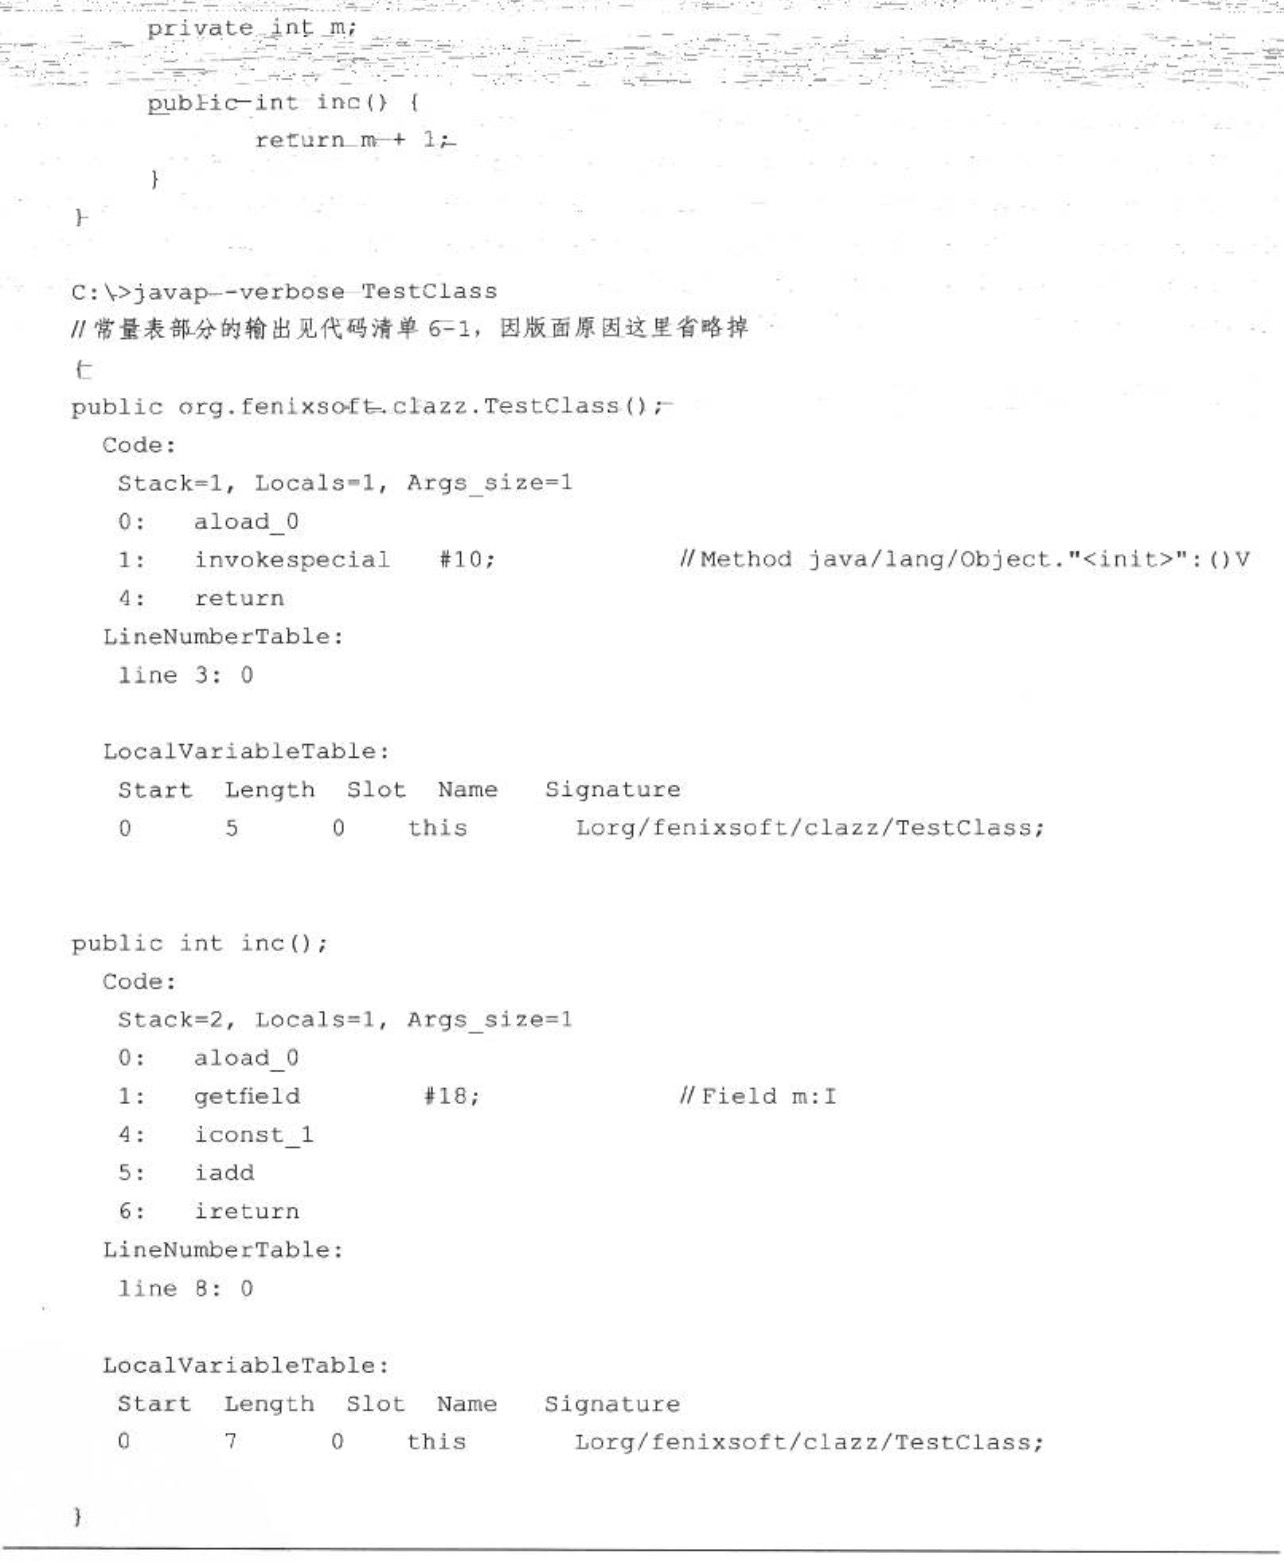 private int m;
public int inc() {
return m + 1;
}
}
C:\>javap -verbose TestClass
// 常量表部分的输出见代码清单 6-1，因版面原因这里省略掉
{
public org.fenixsoft.clazz.TestClass();
Code:
Stack=1, Locals=1, Args_size=1
0: aload_0
1: invokespecial #10; //Method java/lang/Object."<init>":()V
4: return
LineNumberTable:
line 3: 0
LocalVariableTable:
Start Length Slot Name Signature
0 5 0 this Lorg/fenixsoft/clazz/TestClass;
public int inc();
Code:
Stack=2, Locals=1, Args_size=1
0: aload_0
1: getfield #18; //Field m:I
4: iconst_1
5: iadd
6: ireturn
LineNumberTable:
line 8: 0
LocalVariableTable:
Start Length Slot Name Signature
0 7 0 this Lorg/fenixsoft/clazz/TestClass;
}